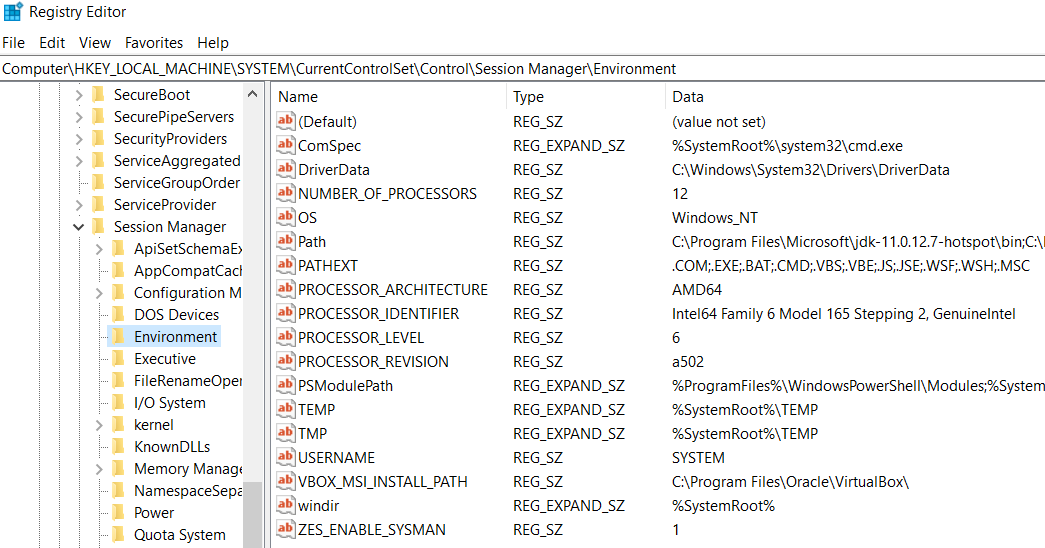 Registry Editor
File Edit View Favorites Help
Computer\HKEY_LOCAL_MACHINE\SYSTEM\CurrentControlSet\Control\Session Manager\Environment
SecureBoot
SecurePipeServers
SecurityProviders
ServiceAggregated
ServiceGroupOrder
ServiceProvider
Session Manager
ApiSetSchemaEx
AppCompatCach
Configuration M
DOS Devices
Environment
Executive
FileRenameOper
I/O System
kernel
KnownDLLs
Memory Manage
NamespaceSepa
Power
Quota System
Name Type Data
(Default) REG_SZ (value not set)
ComSpec REG_EXPAND_SZ %SystemRoot%\system32\cmd.exe
DriverData REG_SZ C:\Windows\System32\Drivers\DriverData
NUMBER_OF_PROCESSORS REG_SZ 12
OS REG_SZ Windows_NT
Path REG_SZ C:\Program Files\Microsoft\jdk-11.0.12.7-hotspot\bin;C:\
PATHEXT REG_SZ .COM;.EXE;.BAT;.CMD;.VBS;.VBE;.JS;.JSE;.WSF;.WSH;.MSC
PROCESSOR_ARCHITECTURE REG_SZ AMD64
PROCESSOR_IDENTIFIER REG_SZ Intel64 Family 6 Model 165 Stepping 2, GenuineIntel
PROCESSOR_LEVEL REG_SZ 6
PROCESSOR_REVISION REG_SZ a502
PSModulePath REG_EXPAND_SZ %ProgramFiles%\WindowsPowerShell\Modules;%System
TEMP REG_EXPAND_SZ %SystemRoot%\TEMP
TMP REG_EXPAND_SZ %SystemRoot%\TEMP
USERNAME REG_SZ SYSTEM
VBOX_MSI_INSTALL_PATH REG_SZ C:\Program Files\Oracle\VirtualBox\
windir REG_EXPAND_SZ %SystemRoot%
ZES_ENABLE_SYSMAN REG_SZ 1